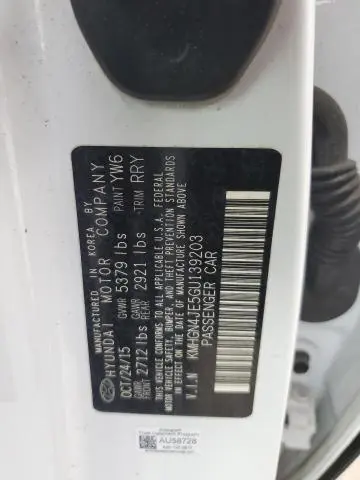 MANUFACTURED IN KOREA BY
HYUNDAI MOTOR COMPANY
OCT/24/15 GVWR 5379 lbs PAINT YW6
GAWR FRONT 2712 lbs GAWR REAR 2921 lbs TRIM RRY
THIS VEHICLE CONFORMS TO ALL APPLICABLE U.S.A. FEDERAL
MOTOR VEHICLE SAFETY, BUMPER, AND THEFT PREVENTION STANDARDS
IN EFFECT ON THE DATE OF MANUFACTURE SHOWN ABOVE.
V.I.N KMHGN4JE5GU139203
PASSENGER CAR
AU58728